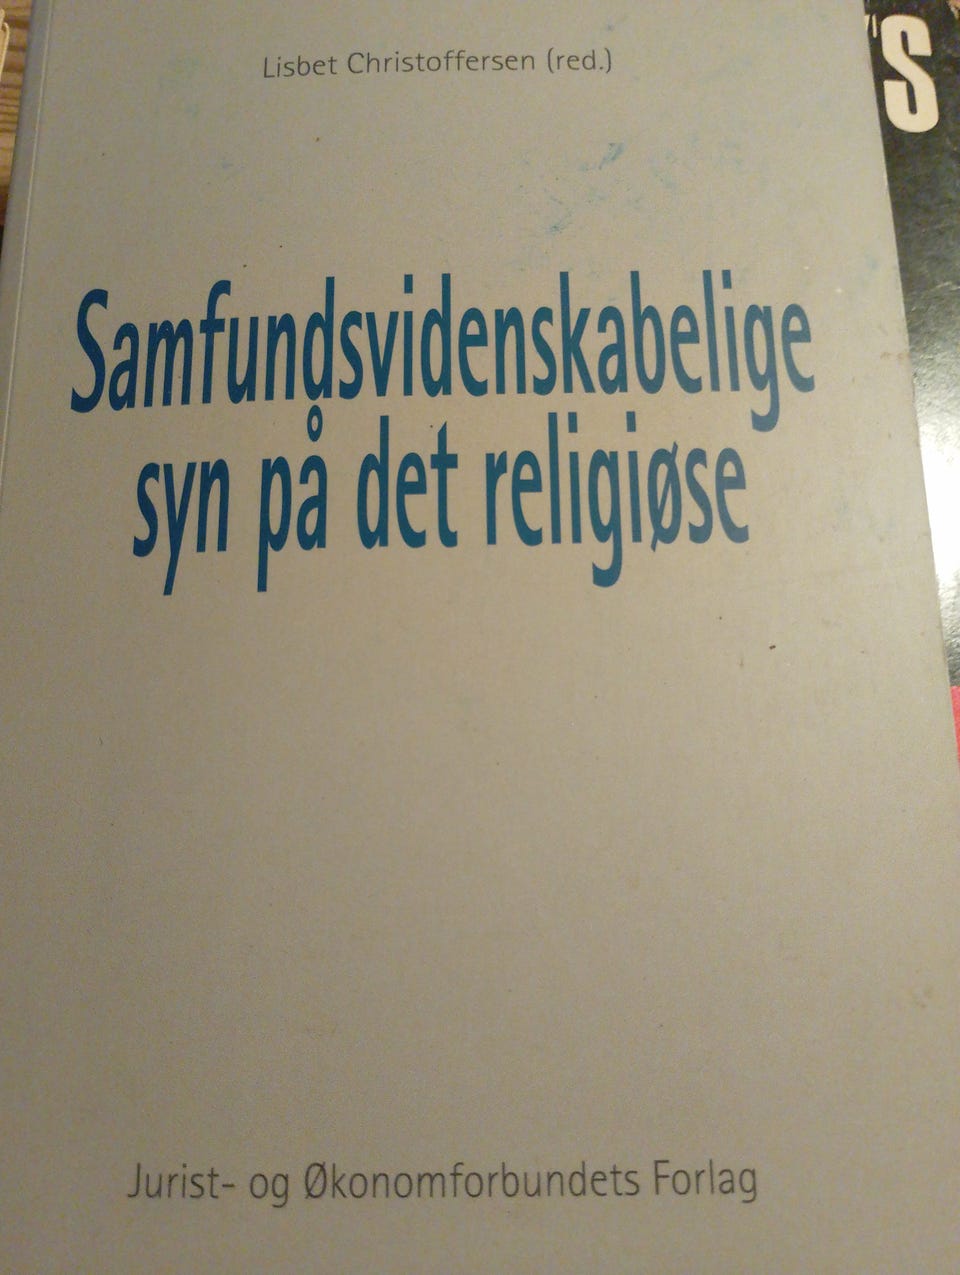 Lisbet Christoffersen (red.)
Samfundsvidenskabelige
syn på det religiøse
Jurist- og Økonomforbundets Forlag
'S